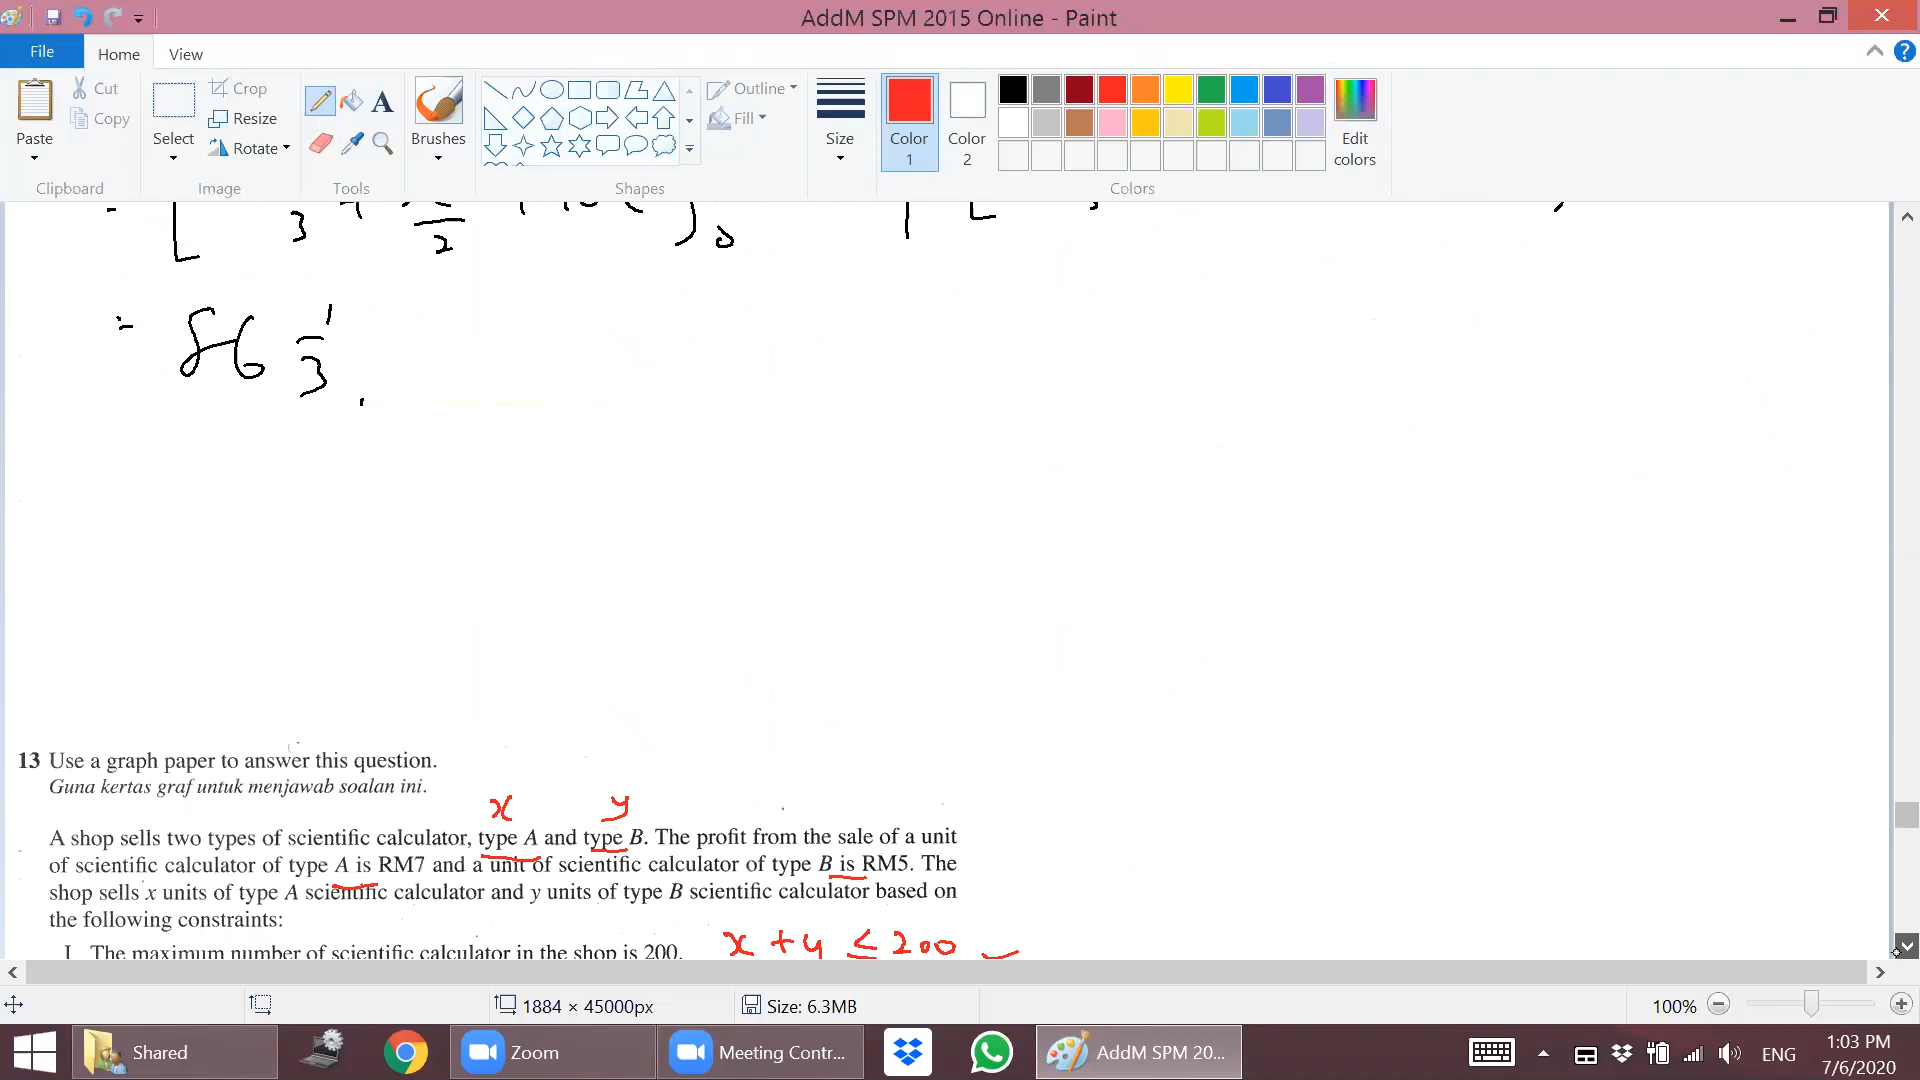 AddM SPM 2015 Online - Paint
File Home View
Cut
Copy
Paste
Clipboard
Crop
Resize
Rotate
Select
Image
A
Tools
Brushes
Shapes
Outline
Fill
Size
Color 1
Color 2
Colors
Edit colors
3
2
0
= 86 1/3
13 Use a graph paper to answer this question.
Guna kertas graf untuk menjawab soalan ini.
x y
A shop sells two types of scientific calculator, type A and type B. The profit from the sale of a unit
of scientific calculator of type A is RM7 and a unit of scientific calculator of type B is RM5. The
shop sells x units of type A scientific calculator and y units of type B scientific calculator based on
the following constraints:
I The maximum number of scientific calculator in the shop is 200. x + y ≤ 200
1884 × 45000px
Size: 6.3MB
100%
Shared
Zoom
Meeting Contr...
AddM SPM 20...
ENG
1:03 PM
7/6/2020